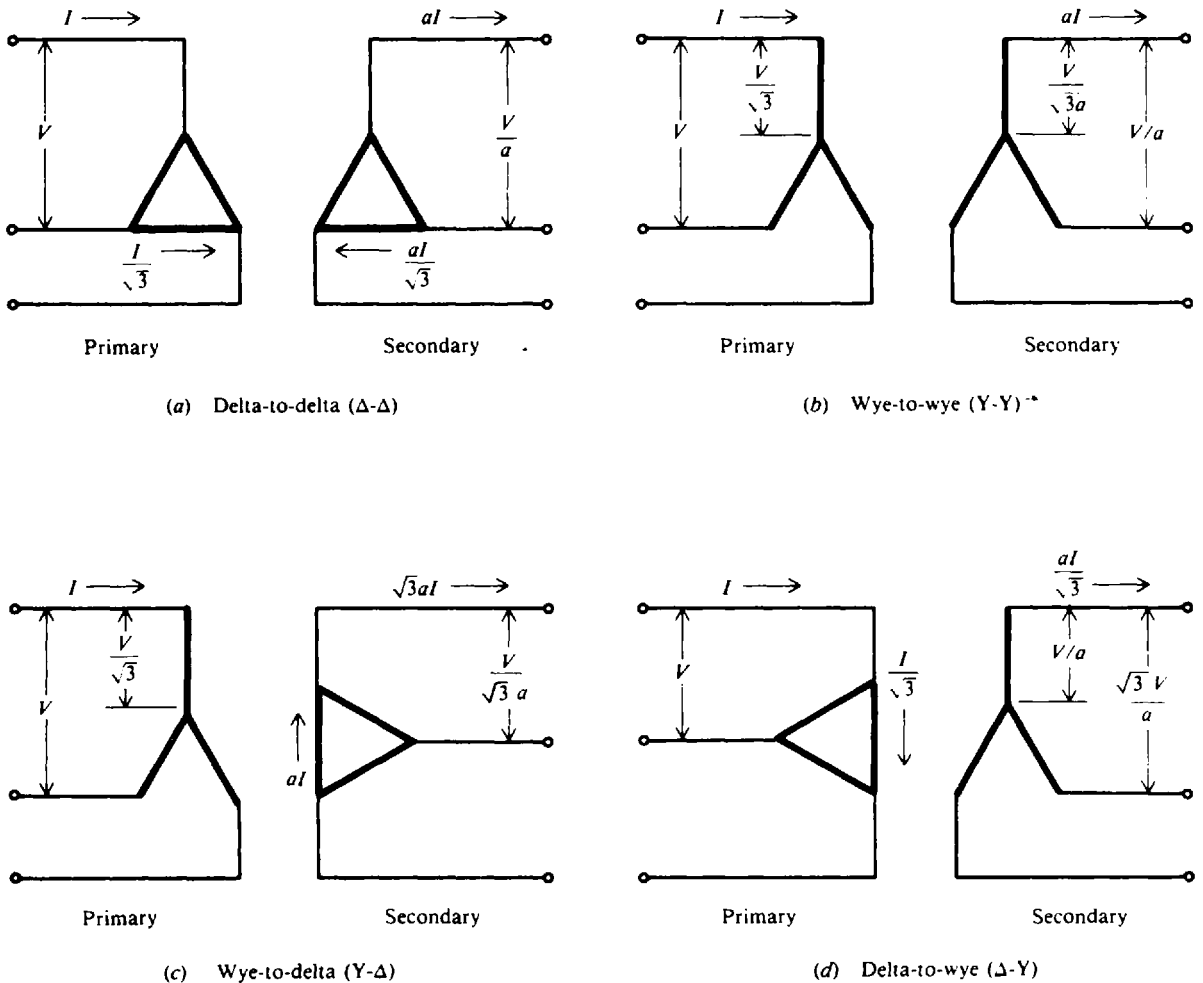 I
aI
V
V/a
I/√3
aI/√3
Primary
Secondary
(a) Delta-to-delta (Δ-Δ)
I
aI
V
V/√3
V/√3a
V/a
Primary
Secondary
(b) Wye-to-wye (Y-Y)
I
√3aI
V
V/√3
V/√3 a
aI
Primary
Secondary
(c) Wye-to-delta (Y-Δ)
I
aI/√3
V
I/√3
V/a
√3 V/a
Primary
Secondary
(d) Delta-to-wye (Δ-Y)